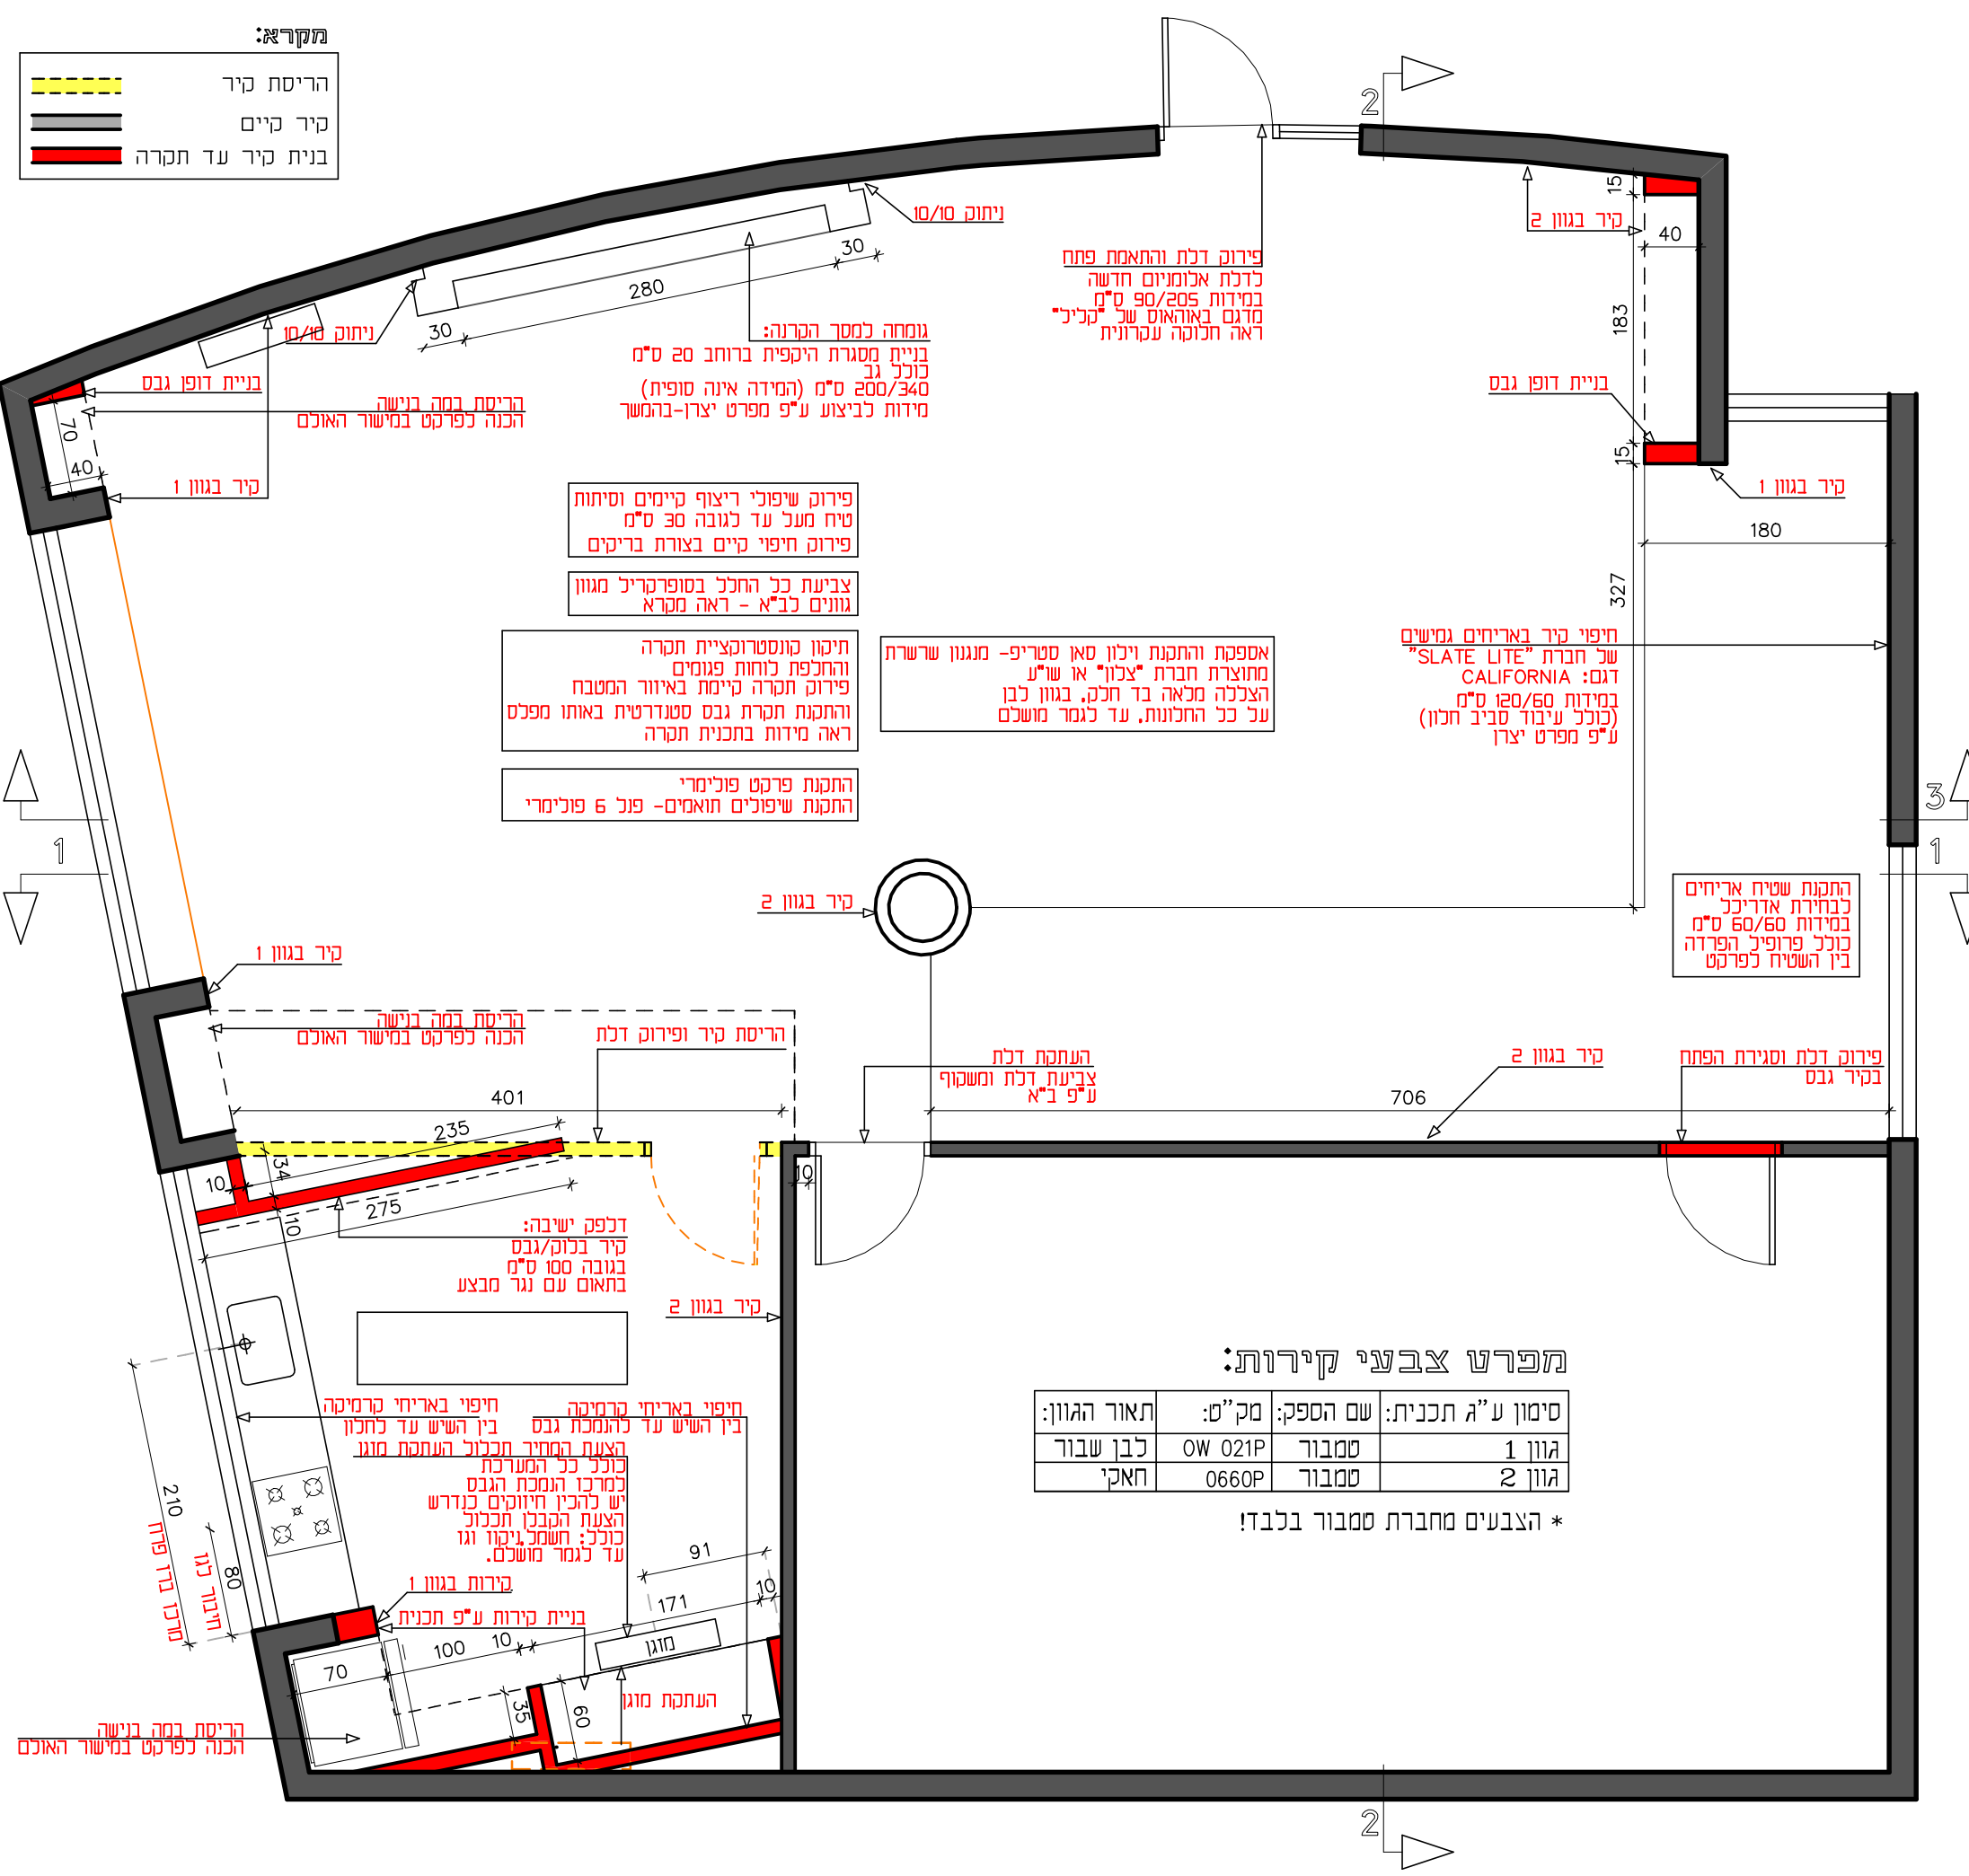 מקרא:
הריסת קיר
קיר קיים
בנית קיר עד תקרה
2
ניתוק 10/10
קיר בגוון 2
15
40
183
15
פירוק דלת והתאמת פתח
לדלת אלומניום חדשה
במידות 90/205 ס"מ
מדגם באוהאוס של "קליל"
ראה חלוקה עקרונית
30
280
30
ניתוק 10/10
גומחה למסך הקרנה:
בניית מסגרת היקפית ברוחב 20 ס"מ
כולל גב
200/340 ס"מ (המידה אינה סופית)
מידות לביצוע ע"פ מפרט יצרן-בהמשך
בניית דופן גבס
בניית דופן גבס
הריסת במה בנישה
הכנה לפרקט במישור האולם
70
40
קיר בגוון 1
קיר בגוון 1
180
327
פירוק שיפולי ריצוף קיימים וסיתות
טיח מעל עד לגובה 30 ס"מ
פירוק חיפוי קיים בצורת בריקים
צביעת כל החלל בסופרקריל מגוון
גוונים לב"א - ראה מקרא
תיקון קונסטרוקציית תקרה
והחלפת לוחות פגומים
פירוק תקרה קיימת באיזור המטבח
והתקנת תקרת גבס סטנדרטית באותו מפלס
ראה מידות בתכנית תקרה
אספקת והתקנת וילון סאן סטריפ- מנגנון שרשרת
מתוצרת חברת "צלון" או שו"ע
הצללה מלאה בד חלק, בגוון לבן
על כל החלונות, עד לגמר מושלם
חיפוי קיר באריחים גמישים
של חברת "SLATE LITE"
דגם: CALIFORNIA
במידות 120/60 ס"מ
(כולל עיבוד סביב חלון)
ע"פ מפרט יצרן
התקנת פרקט פולימרי
התקנת שיפולים תואמים- פנל 6 פולימרי
3
1
1
התקנת שטיח אריחים
לבחירת אדריכל
במידות 60/60 ס"מ
כולל פרופיל הפרדה
בין השטיח לפרקט
קיר בגוון 2
קיר בגוון 1
הריסת במה בנישה
הכנה לפרקט במישור האולם
הריסת קיר ופירוק דלת
העתקת דלת
צביעת דלת ומשקוף
ע"פ ב"א
קיר בגוון 2
פירוק דלת וסגירת הפתח
בקיר גבס
401
706
235
34
10
10
275
10
דלפק ישיבה:
קיר בלוק/גבס
בגובה 100 ס"מ
בתאום עם נגר מבצע
קיר בגוון 2
מפרט צבעי קירות:
סימון ע"ג תכנית: שם הספק: מק"ט: תאור הגוון:
גוון 1 טמבור OW 021P לבן שבור
גוון 2 טמבור 0660P חאקי
* הצבעים מחברת טמבור בלבד!
חיפוי באריחי קרמיקה
בין השיש עד להנמכת גבס
חיפוי באריחי קרמיקה
בין השיש עד לחלון
הצעת המחיר תכלול העתקת מזגן
כולל כל המערכת
למרכז הנמכת הגבס
יש להכין חיזוקים כנדרש
הצעת הקבלן תכלול
כולל: חשמל,ניקוז וגז
עד לגמר מושלם.
210
מרכז ברז פרח
80
חיבור לגז
קירות בגוון 1
בניית קירות ע"פ תכנית
91
10
171
10
100
70
מזגן
35
60
העתקת מזגן
הריסת במה בנישה
הכנה לפרקט במישור האולם
2